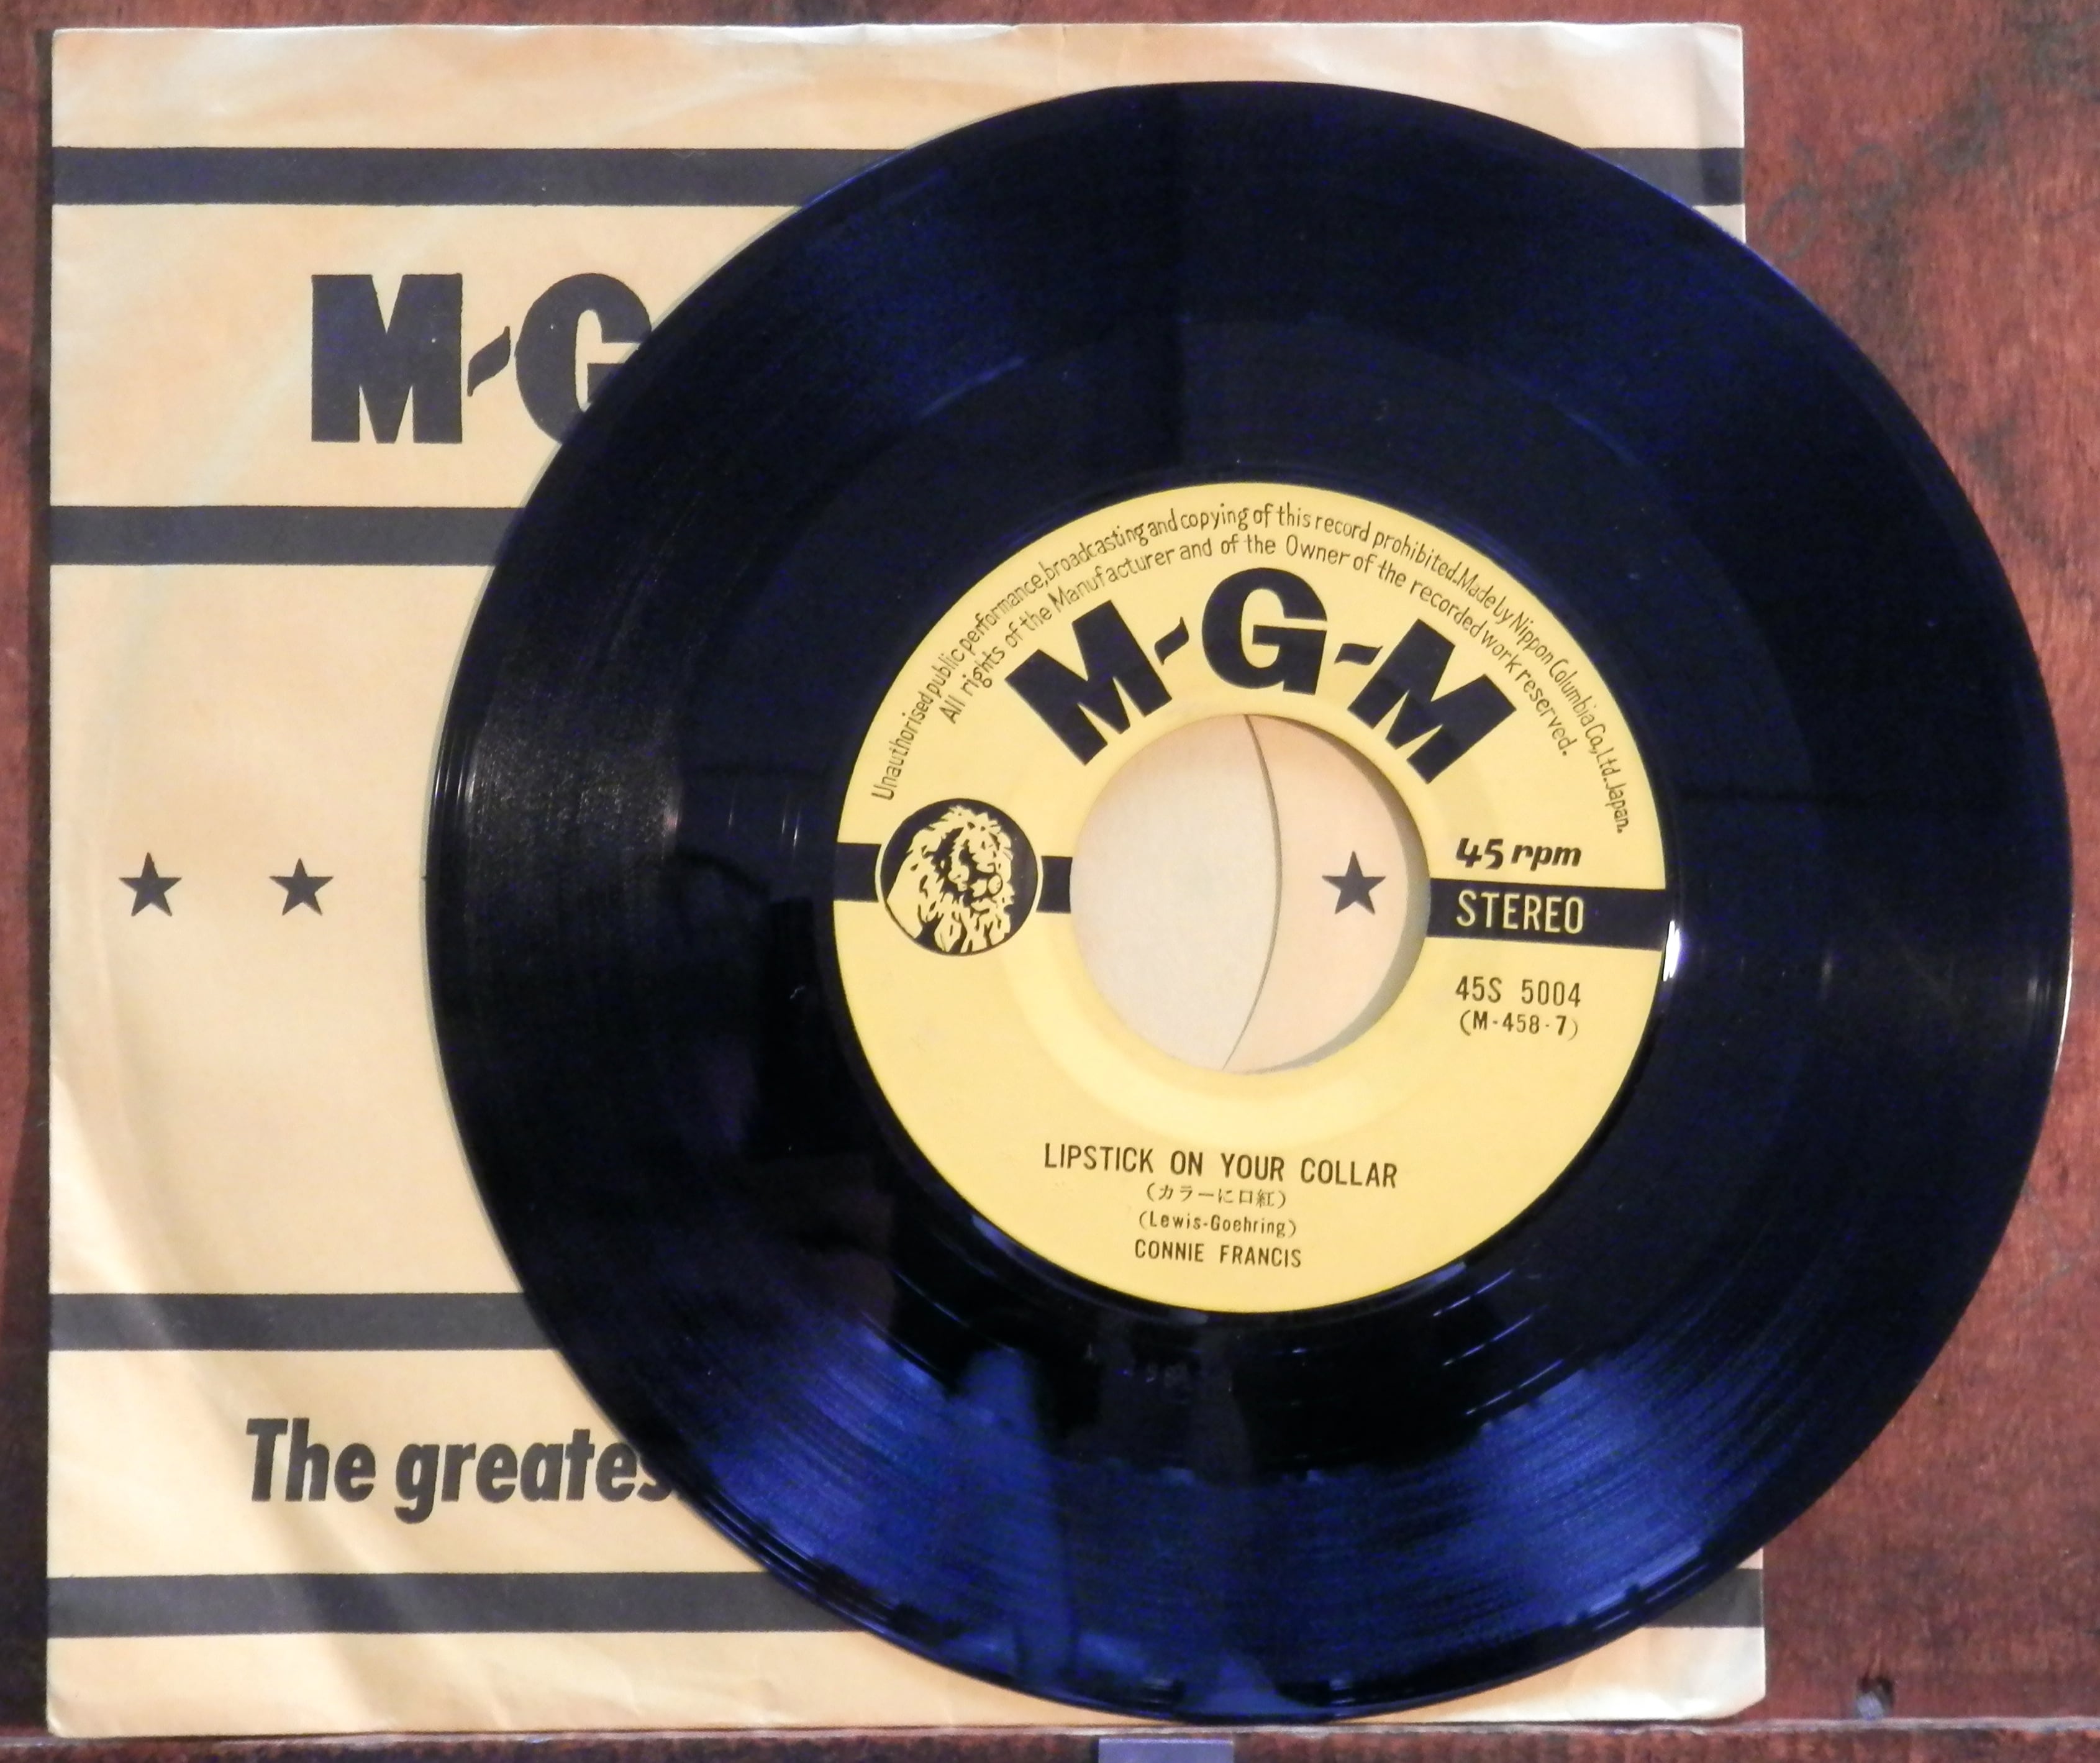 M-G
The greates
Unauthorised public performance, broadcasting and copying of this record prohibited. Made by Nippon Columbia Co., Ltd. Japan.
All rights of the Manufacturer and of the Owner of the recorded work reserved.
M-G-M
45 rpm
STEREO
45S 5004
(M-458-7)
LIPSTICK ON YOUR COLLAR
(カラーに口紅)
(Lewis-Goehring)
CONNIE FRANCIS